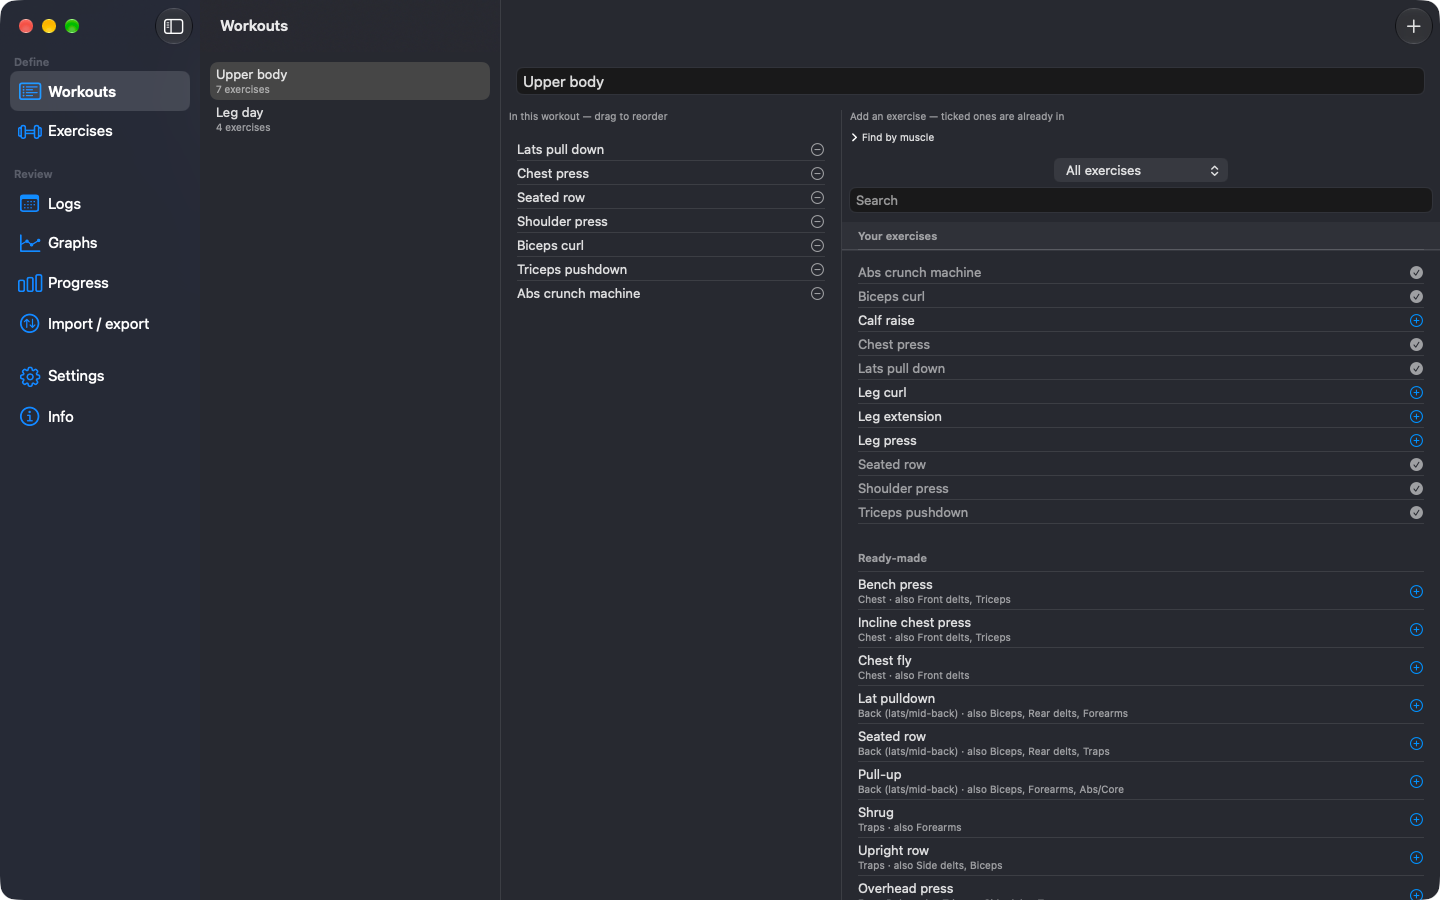 Define
Workouts
Exercises
Review
Logs
Graphs
Progress
Import / export
Settings
Info
Workouts
Upper body
7 exercises
Leg day
4 exercises
Upper body
In this workout — drag to reorder
Lats pull down
Chest press
Seated row
Shoulder press
Biceps curl
Triceps pushdown
Abs crunch machine
Add an exercise — ticked ones are already in
Find by muscle
All exercises
Search
Your exercises
Abs crunch machine
Biceps curl
Calf raise
Chest press
Lats pull down
Leg curl
Leg extension
Leg press
Seated row
Shoulder press
Triceps pushdown
Ready-made
Bench press
Chest · also Front delts, Triceps
Incline chest press
Chest · also Front delts, Triceps
Chest fly
Chest · also Front delts
Lat pulldown
Back (lats/mid-back) · also Biceps, Rear delts, Forearms
Seated row
Back (lats/mid-back) · also Biceps, Rear delts, Traps
Pull-up
Back (lats/mid-back) · also Biceps, Forearms, Abs/Core
Shrug
Traps · also Forearms
Upright row
Traps · also Side delts, Biceps
Overhead press